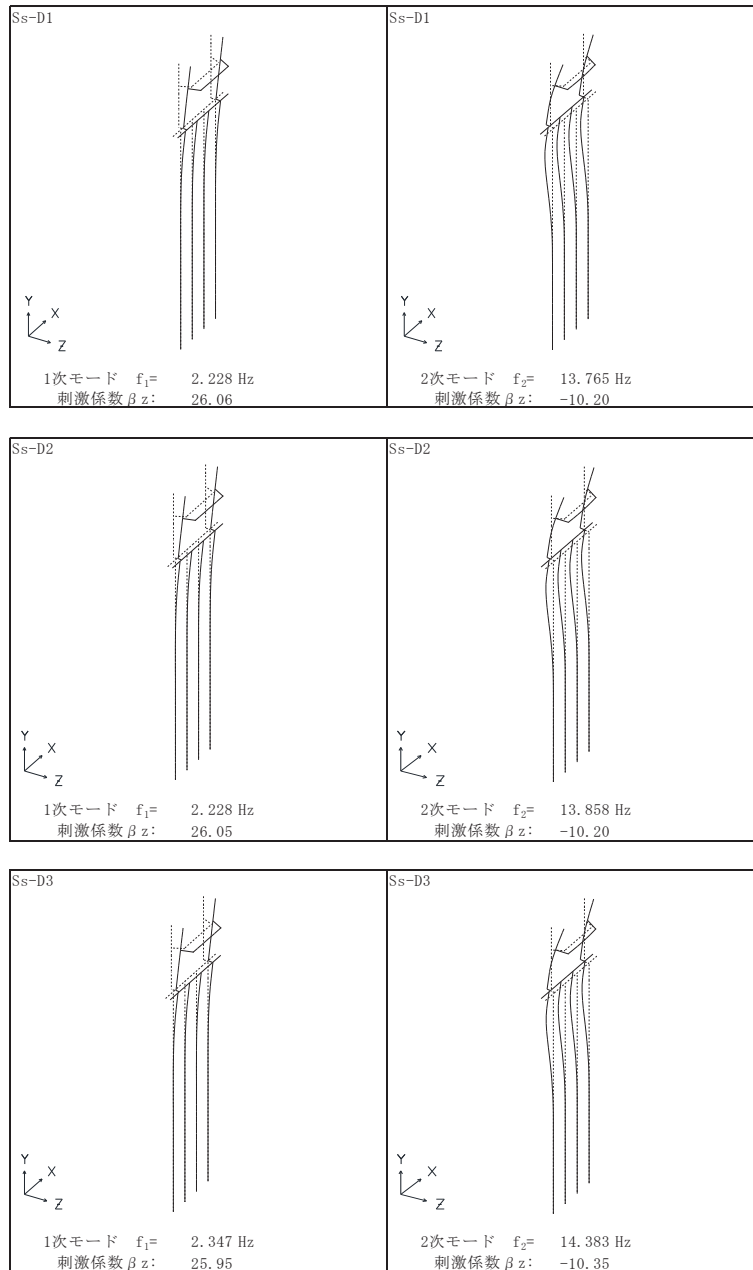 Ss-D1
Y
X
Z
1次モード f₁= 2.228 Hz
刺激係数βz: 26.06
Ss-D1
Y
X
Z
2次モード f₂= 13.765 Hz
刺激係数βz: -10.20
Ss-D2
Y
X
Z
1次モード f₁= 2.228 Hz
刺激係数βz: 26.05
Ss-D2
Y
X
Z
2次モード f₂= 13.858 Hz
刺激係数βz: -10.20
Ss-D3
Y
X
Z
1次モード f₁= 2.347 Hz
刺激係数βz: 25.95
Ss-D3
Y
X
Z
2次モード f₂= 14.383 Hz
刺激係数βz: -10.35